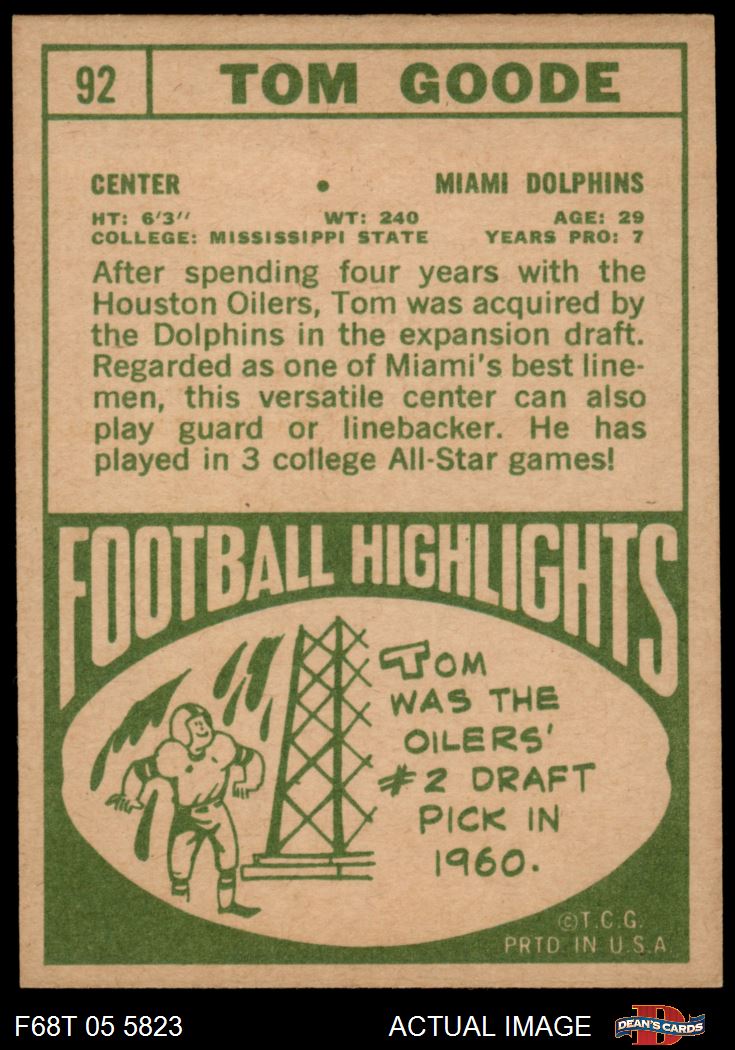 92 TOM GOODE
CENTER • MIAMI DOLPHINS
HT: 6'3" WT: 240 AGE: 29
COLLEGE: MISSISSIPPI STATE YEARS PRO: 7
After spending four years with the
Houston Oilers, Tom was acquired by
the Dolphins in the expansion draft.
Regarded as one of Miami's best line-
men, this versatile center can also
play guard or linebacker. He has
played in 3 college All-Star games!
FOOTBALL HIGHLIGHTS
TOM
WAS THE
OILERS'
#2 DRAFT
PICK IN
1960.
©T.C.G.
PRTD IN U.S.A.
F68T 05 5823 ACTUAL IMAGE D DEAN'S CARDS